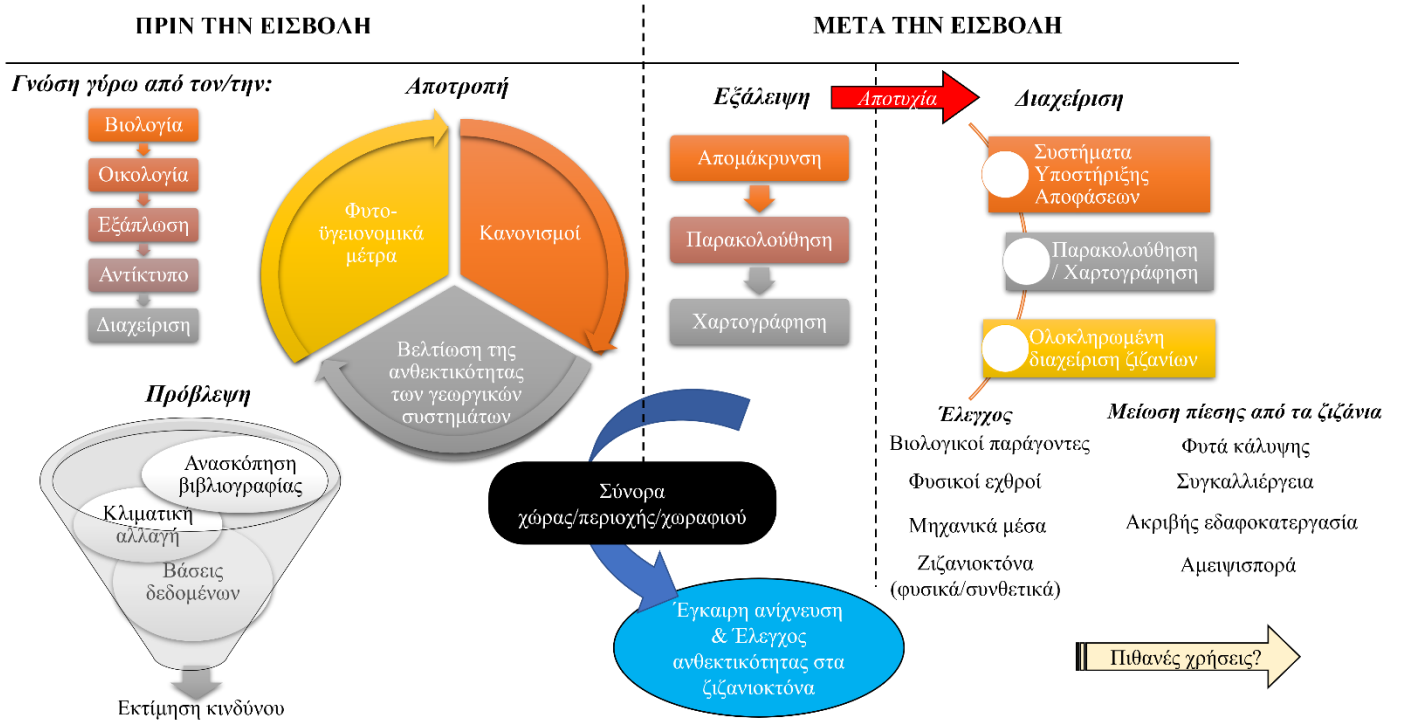 ΠΡΙΝ ΤΗΝ ΕΙΣΒΟΛΗ
ΜΕΤΑ ΤΗΝ ΕΙΣΒΟΛΗ
Γνώση γύρω από τον/την:
Βιολογία
Οικολογία
Εξάπλωση
Αντίκτυπο
Διαχείριση
Αποτροπή
Φυτο-
ϋγειονομικά
μέτρα
Κανονισμοί
Βελτίωση της
ανθεκτικότητας
των γεωργικών
συστημάτων
Πρόβλεψη
Ανασκόπηση
βιβλιογραφίας
Κλιματική
αλλαγή
Βάσεις
δεδομένων
Εκτίμηση κινδύνου
Σύνορα
χώρας/περιοχής/χωραφιού
Έγκαιρη ανίχνευση
& Έλεγχος
ανθεκτικότητας στα
ζιζανιοκτόνα
Εξάλειψη
Αποτυχία
Απομάκρυνση
Παρακολούθηση
Χαρτογράφηση
Διαχείριση
Συστήματα
Υποστήριξης
Αποφάσεων
Παρακολούθηση
/ Χαρτογράφηση
Ολοκληρωμένη
διαχείριση ζιζανίων
Έλεγχος
Βιολογικοί παράγοντες
Φυσικοί εχθροί
Μηχανικά μέσα
Ζιζανιοκτόνα
(φυσικά/συνθετικά)
Μείωση πίεσης από τα ζιζάνια
Φυτά κάλυψης
Συγκαλλιέργεια
Ακριβής εδαφοκατεργασία
Αμειψισπορά
Πιθανές χρήσεις?